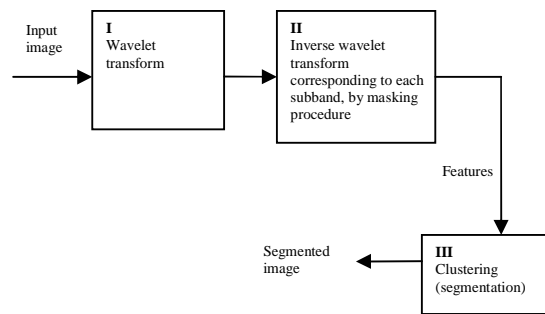 Input
image
I
Wavelet
transform
II
Inverse wavelet
transform
corresponding to each
subband, by masking
procedure
Features
Segmented
image
III
Clustering
(segmentation)